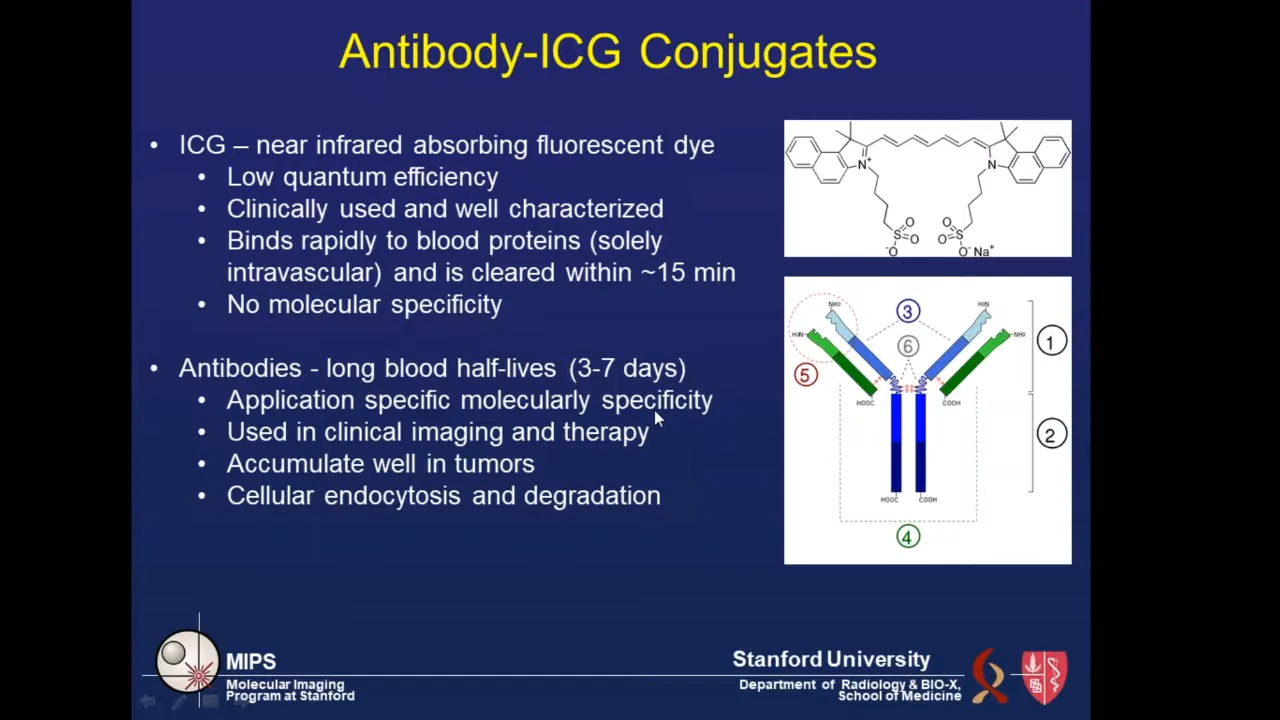 Antibody-ICG Conjugates
• ICG – near infrared absorbing fluorescent dye
• Low quantum efficiency
• Clinically used and well characterized
• Binds rapidly to blood proteins (solely
intravascular) and is cleared within ~15 min
• No molecular specificity
• Antibodies - long blood half-lives (3-7 days)
• Application specific molecularly specificity
• Used in clinical imaging and therapy
• Accumulate well in tumors
• Cellular endocytosis and degradation
N+ N
O O
S O O S
-O O- Na+
NH2 H2N
3
H2N NH2
1
6
5
HOOC COOH
2
HOOC COOH
4
MIPS
Molecular Imaging
Program at Stanford
Stanford University
Department of Radiology & BIO-X,
School of Medicine